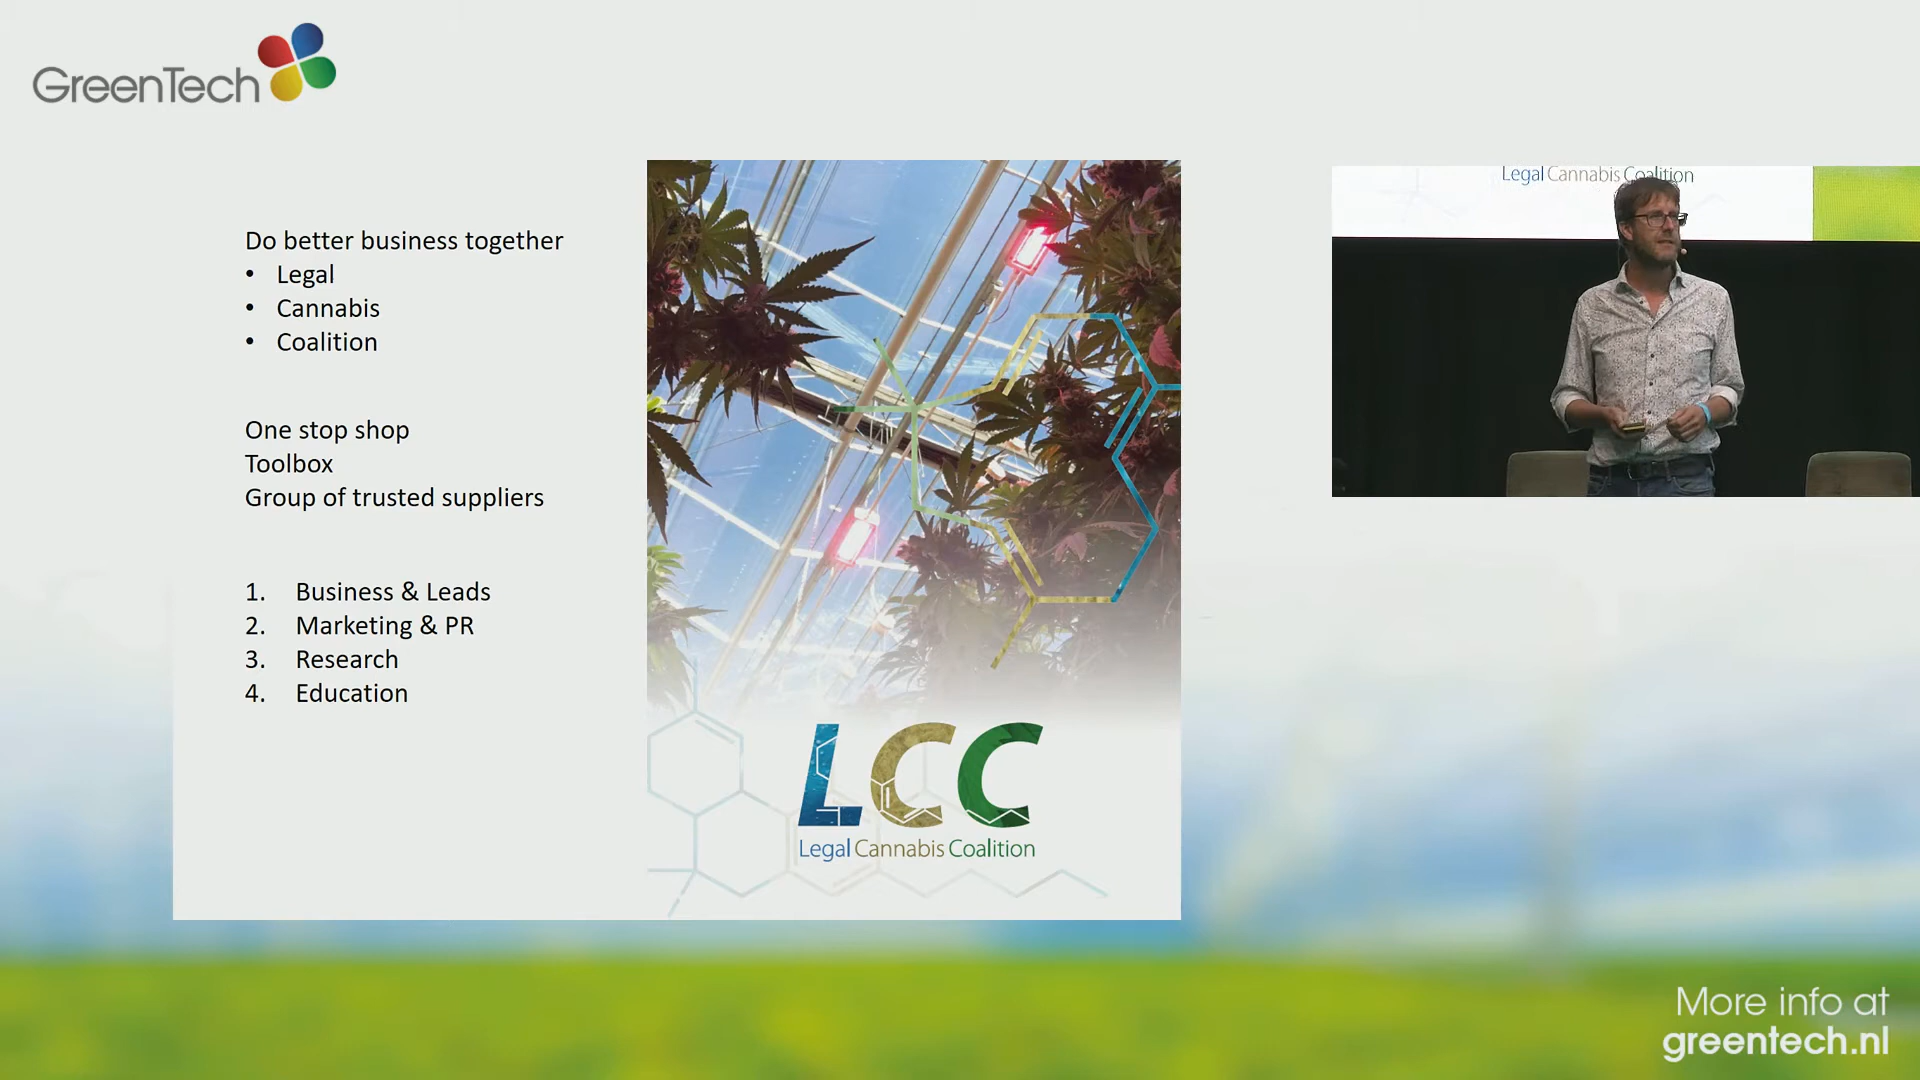 GreenTech
Do better business together
• Legal
• Cannabis
• Coalition
One stop shop
Toolbox
Group of trusted suppliers
1. Business & Leads
2. Marketing & PR
3. Research
4. Education
LCC
Legal Cannabis Coalition
Legal Cannabis Coalition
More info at
greentech.nl